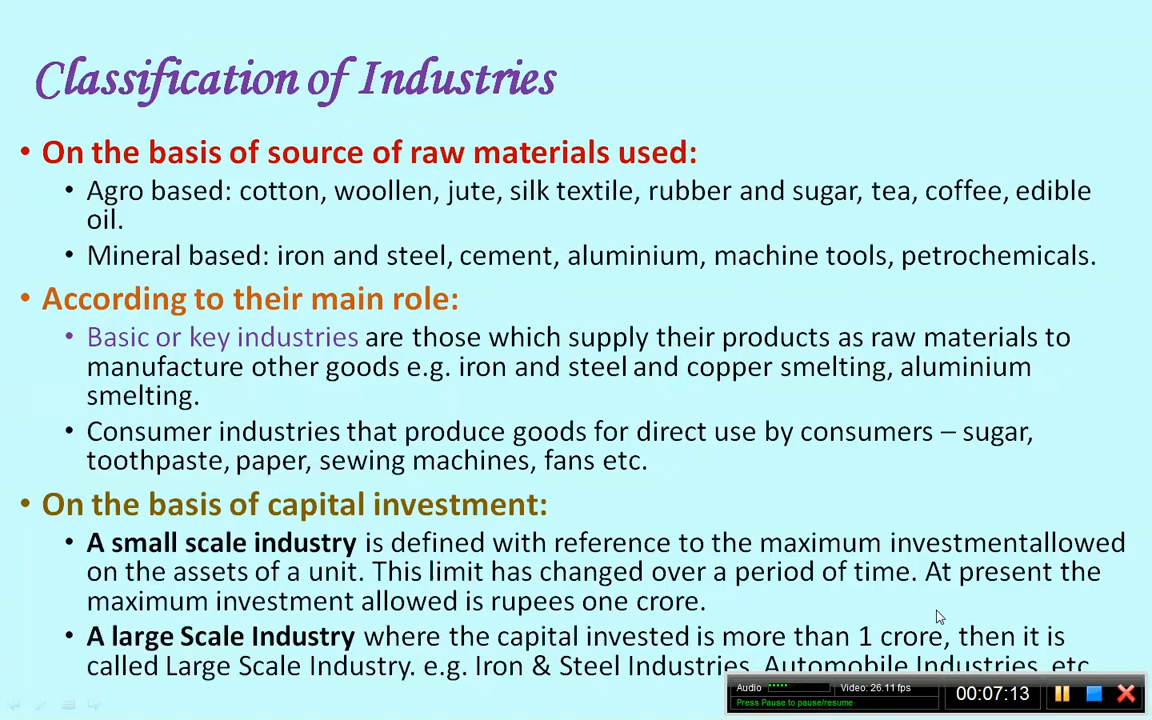 Classification of Industries
• On the basis of source of raw materials used:
• Agro based: cotton, woollen, jute, silk textile, rubber and sugar, tea, coffee, edible
oil.
• Mineral based: iron and steel, cement, aluminium, machine tools, petrochemicals.
• According to their main role:
• Basic or key industries are those which supply their products as raw materials to
manufacture other goods e.g. iron and steel and copper smelting, aluminium
smelting.
• Consumer industries that produce goods for direct use by consumers – sugar,
toothpaste, paper, sewing machines, fans etc.
• On the basis of capital investment:
• A small scale industry is defined with reference to the maximum investmentallowed
on the assets of a unit. This limit has changed over a period of time. At present the
maximum investment allowed is rupees one crore.
• A large Scale Industry where the capital invested is more than 1 crore, then it is
called Large Scale Industry. e.g. Iron & Steel Industries, Automobile Industries, etc
Audio Video: 26.11 fps
Press Pause to pause/resume
00:07:13